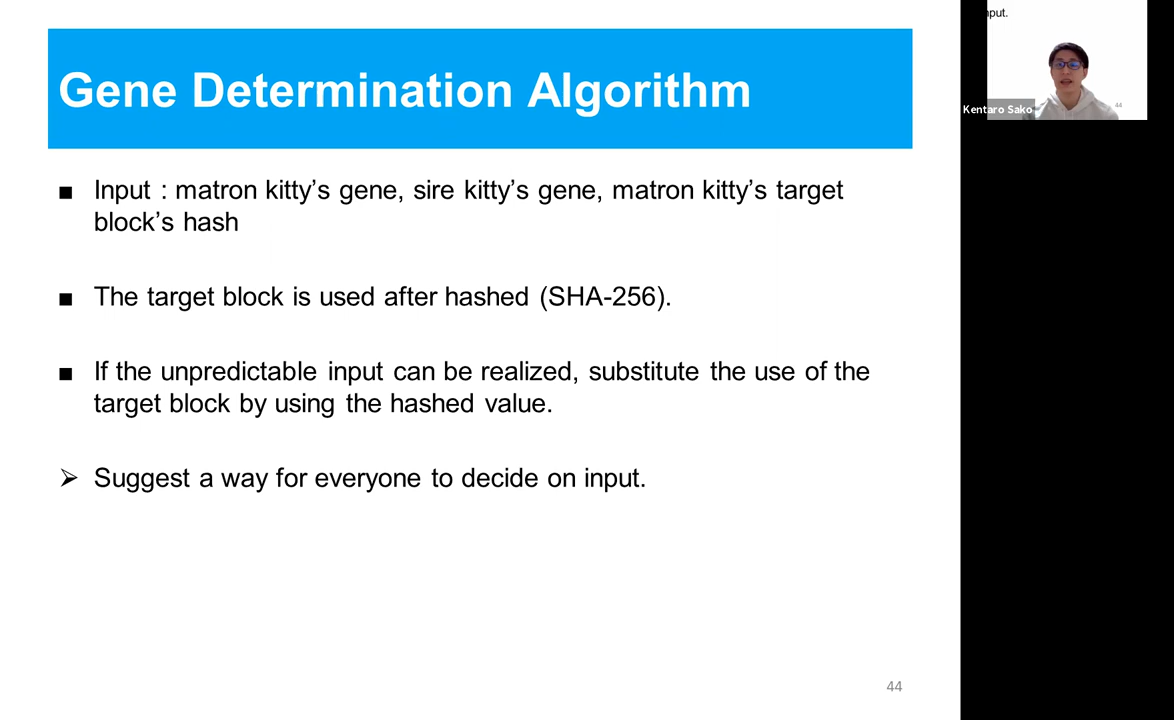 Gene Determination Algorithm
■ Input : matron kitty’s gene, sire kitty’s gene, matron kitty’s target
block’s hash
■ The target block is used after hashed (SHA-256).
■ If the unpredictable input can be realized, substitute the use of the
target block by using the hashed value.
➢ Suggest a way for everyone to decide on input.
44
nput.
44
Kentaro Sako